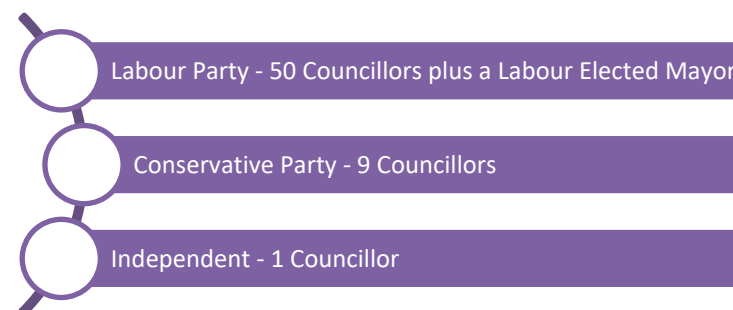 Labour Party - 50 Councillors plus a Labour Elected Mayor
Conservative Party - 9 Councillors
Independent - 1 Councillor